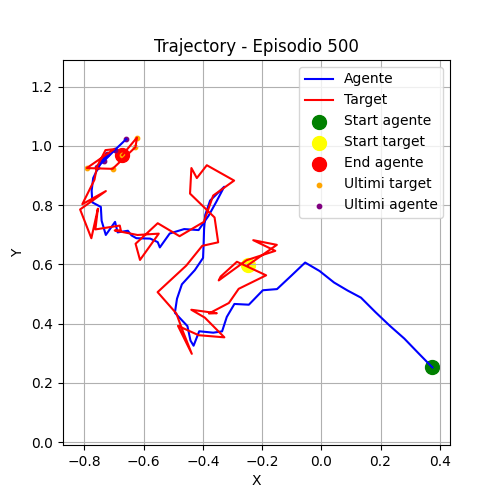 Trajectory - Episodio 500
Agente
Target
Start agente
Start target
End agente
Ultimi target
Ultimi agente
1.2
1.0
0.8
0.6
0.4
0.2
0.0
Y
−0.8 −0.6 −0.4 −0.2 0.0 0.2 0.4
X